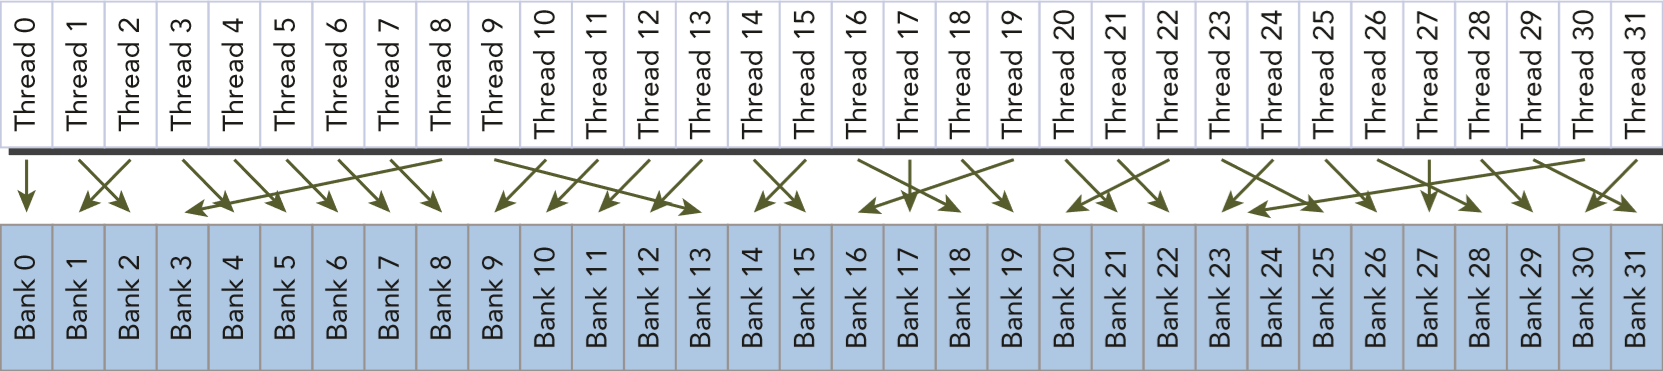 Thread 0
Thread 1
Thread 2
Thread 3
Thread 4
Thread 5
Thread 6
Thread 7
Thread 8
Thread 9
Thread 10
Thread 11
Thread 12
Thread 13
Thread 14
Thread 15
Thread 16
Thread 17
Thread 18
Thread 19
Thread 20
Thread 21
Thread 22
Thread 23
Thread 24
Thread 25
Thread 26
Thread 27
Thread 28
Thread 29
Thread 30
Thread 31
Bank 0
Bank 1
Bank 2
Bank 3
Bank 4
Bank 5
Bank 6
Bank 7
Bank 8
Bank 9
Bank 10
Bank 11
Bank 12
Bank 13
Bank 14
Bank 15
Bank 16
Bank 17
Bank 18
Bank 19
Bank 20
Bank 21
Bank 22
Bank 23
Bank 24
Bank 25
Bank 26
Bank 27
Bank 28
Bank 29
Bank 30
Bank 31